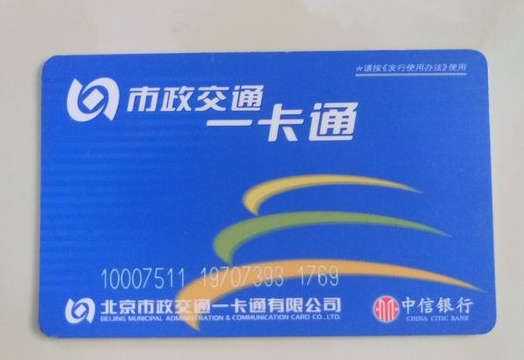 ★请按《发行使用办法》使用
市政交通
一卡通
10007511 19707393 1769
北京市政交通一卡通有限公司
BEIJING MUNICIPAL ADMINISTRATION & COMMUNICATION CARD CO.,LTD.
中信银行
CHINA CITIC BANK